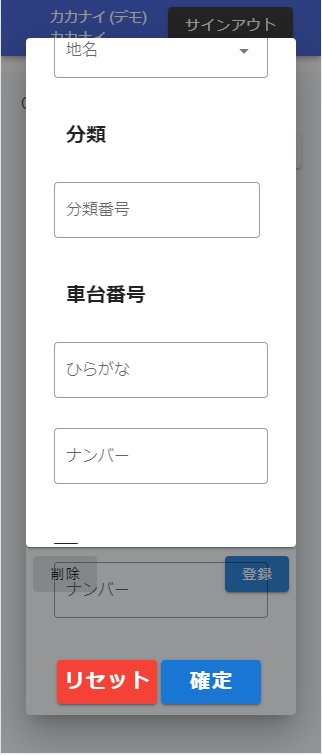 カカナイ (デモ)
カカナイ
サインアウト
地名
分類
分類番号
車台番号
ひらがな
ナンバー
削除
登録
ナンバー
リセット
確定